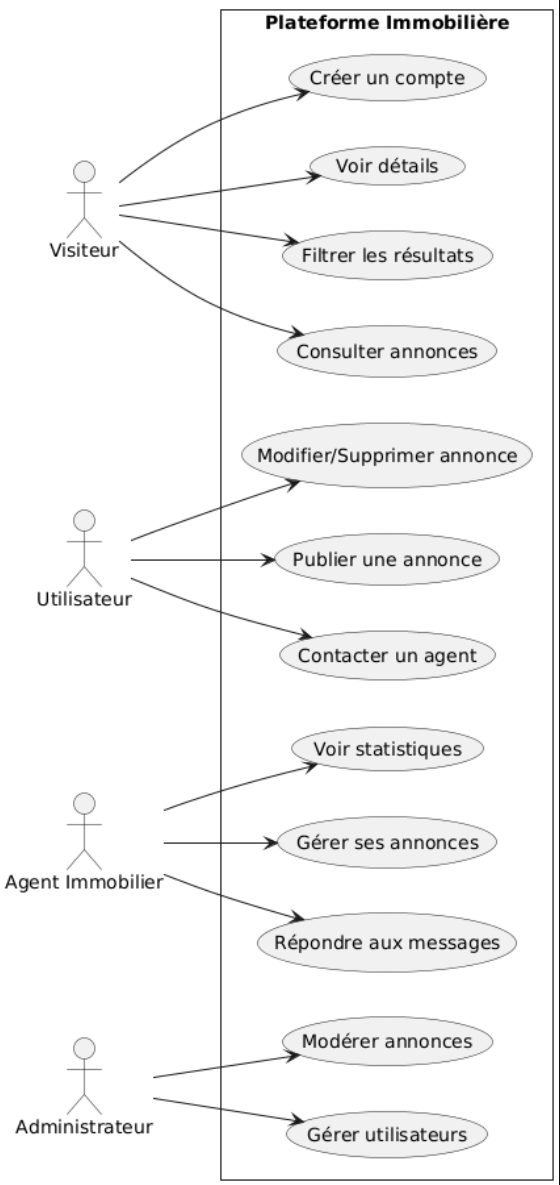 Plateforme Immobilière
Créer un compte
Voir détails
Visiteur
Filtrer les résultats
Consulter annonces
Modifier/Supprimer annonce
Publier une annonce
Utilisateur
Contacter un agent
Voir statistiques
Gérer ses annonces
Agent Immobilier
Répondre aux messages
Modérer annonces
Administrateur
Gérer utilisateurs